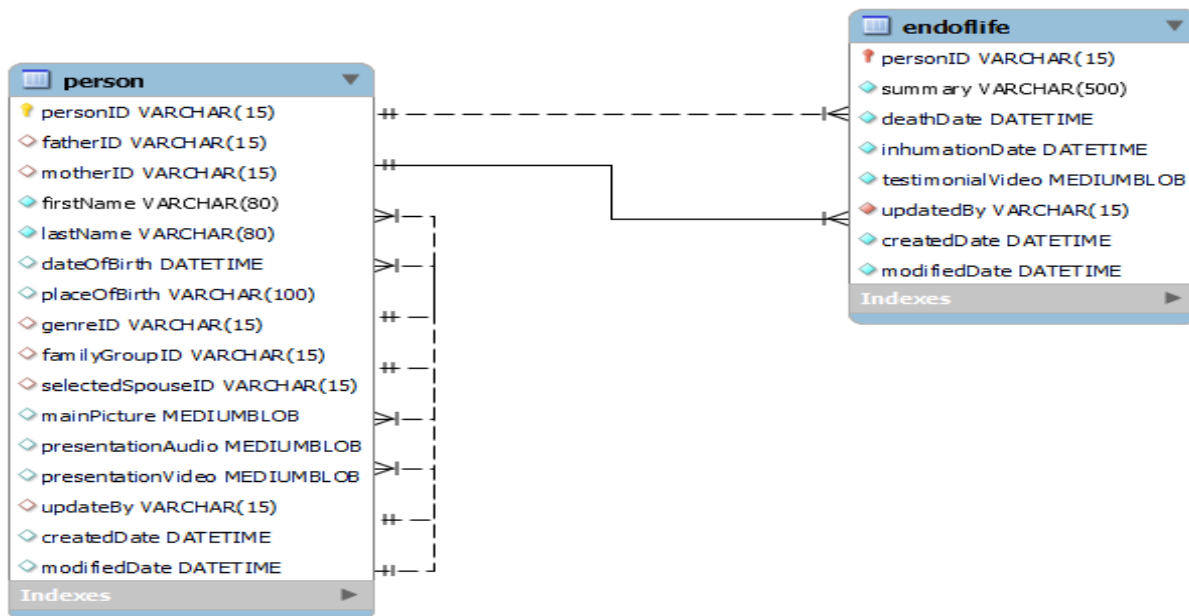 person
personID VARCHAR(15)
fatherID VARCHAR(15)
motherID VARCHAR(15)
firstName VARCHAR(80)
lastName VARCHAR(80)
dateOfBirth DATETIME
placeOfBirth VARCHAR(100)
genreID VARCHAR(15)
familyGroupID VARCHAR(15)
selectedSpouseID VARCHAR(15)
mainPicture MEDIUMBLOB
presentationAudio MEDIUMBLOB
presentationVideo MEDIUMBLOB
updateBy VARCHAR(15)
createdDate DATETIME
modifiedDate DATETIME
Indexes
endoflife
personID VARCHAR(15)
summary VARCHAR(500)
deathDate DATETIME
inhumationDate DATETIME
testimonialVideo MEDIUMBLOB
updatedBy VARCHAR(15)
createdDate DATETIME
modifiedDate DATETIME
Indexes